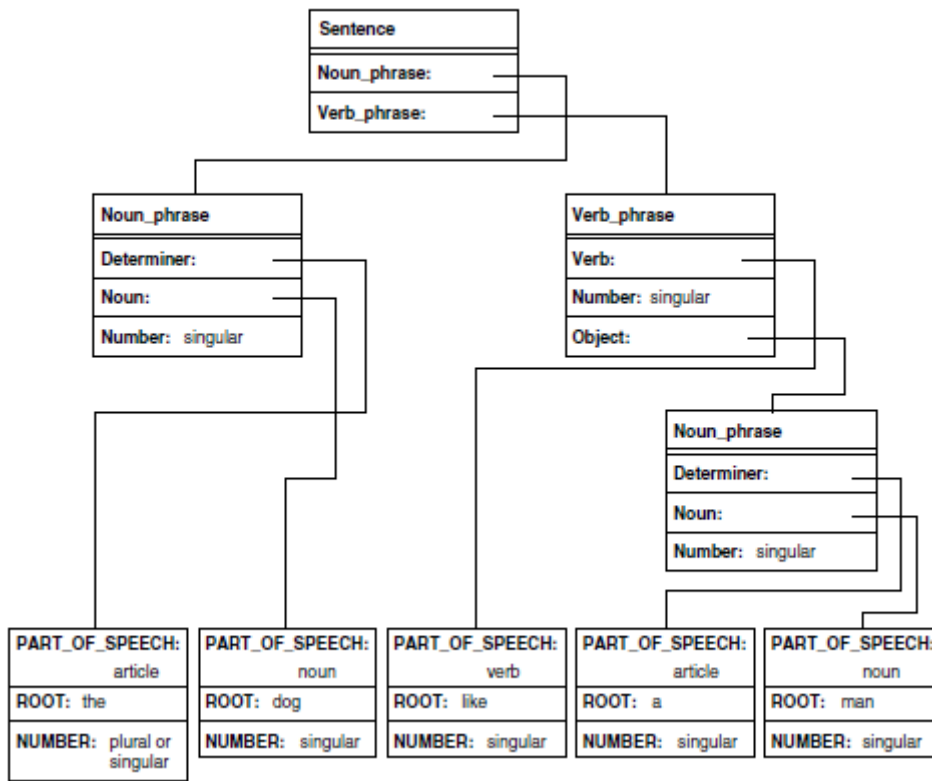 Sentence
Noun_phrase:
Verb_phrase:
Noun_phrase
Determiner:
Noun:
Number: singular
Verb_phrase
Verb:
Number: singular
Object:
Noun_phrase
Determiner:
Noun:
Number: singular
PART_OF_SPEECH:
article
ROOT: the
NUMBER: plural or
singular
PART_OF_SPEECH:
noun
ROOT: dog
NUMBER: singular
PART_OF_SPEECH:
verb
ROOT: like
NUMBER: singular
PART_OF_SPEECH:
article
ROOT: a
NUMBER: singular
PART_OF_SPEECH:
noun
ROOT: man
NUMBER: singular